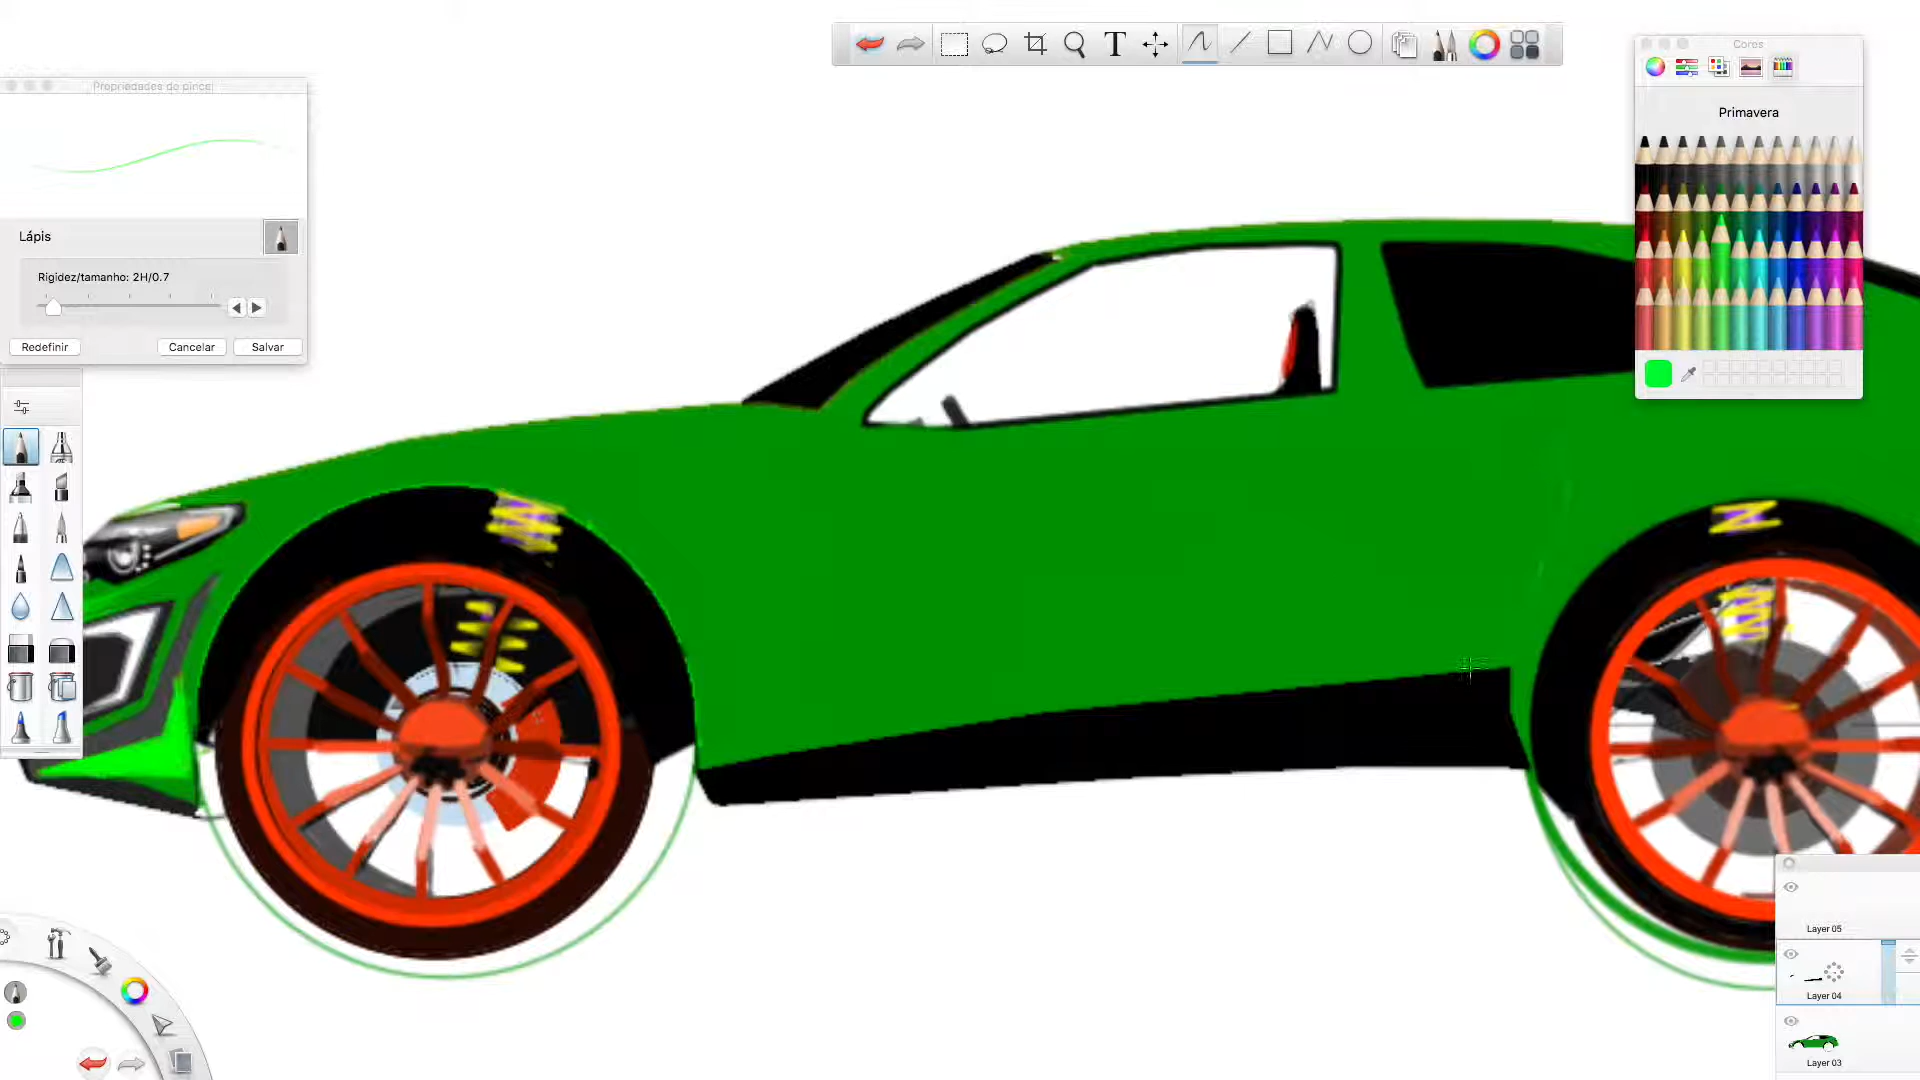 Propriedades do pincel
Lápis
Rigidez/tamanho: 2H/0.7
Redefinir
Cancelar
Salvar
T
Cores
Primavera
Layer 05
Layer 04
Layer 03